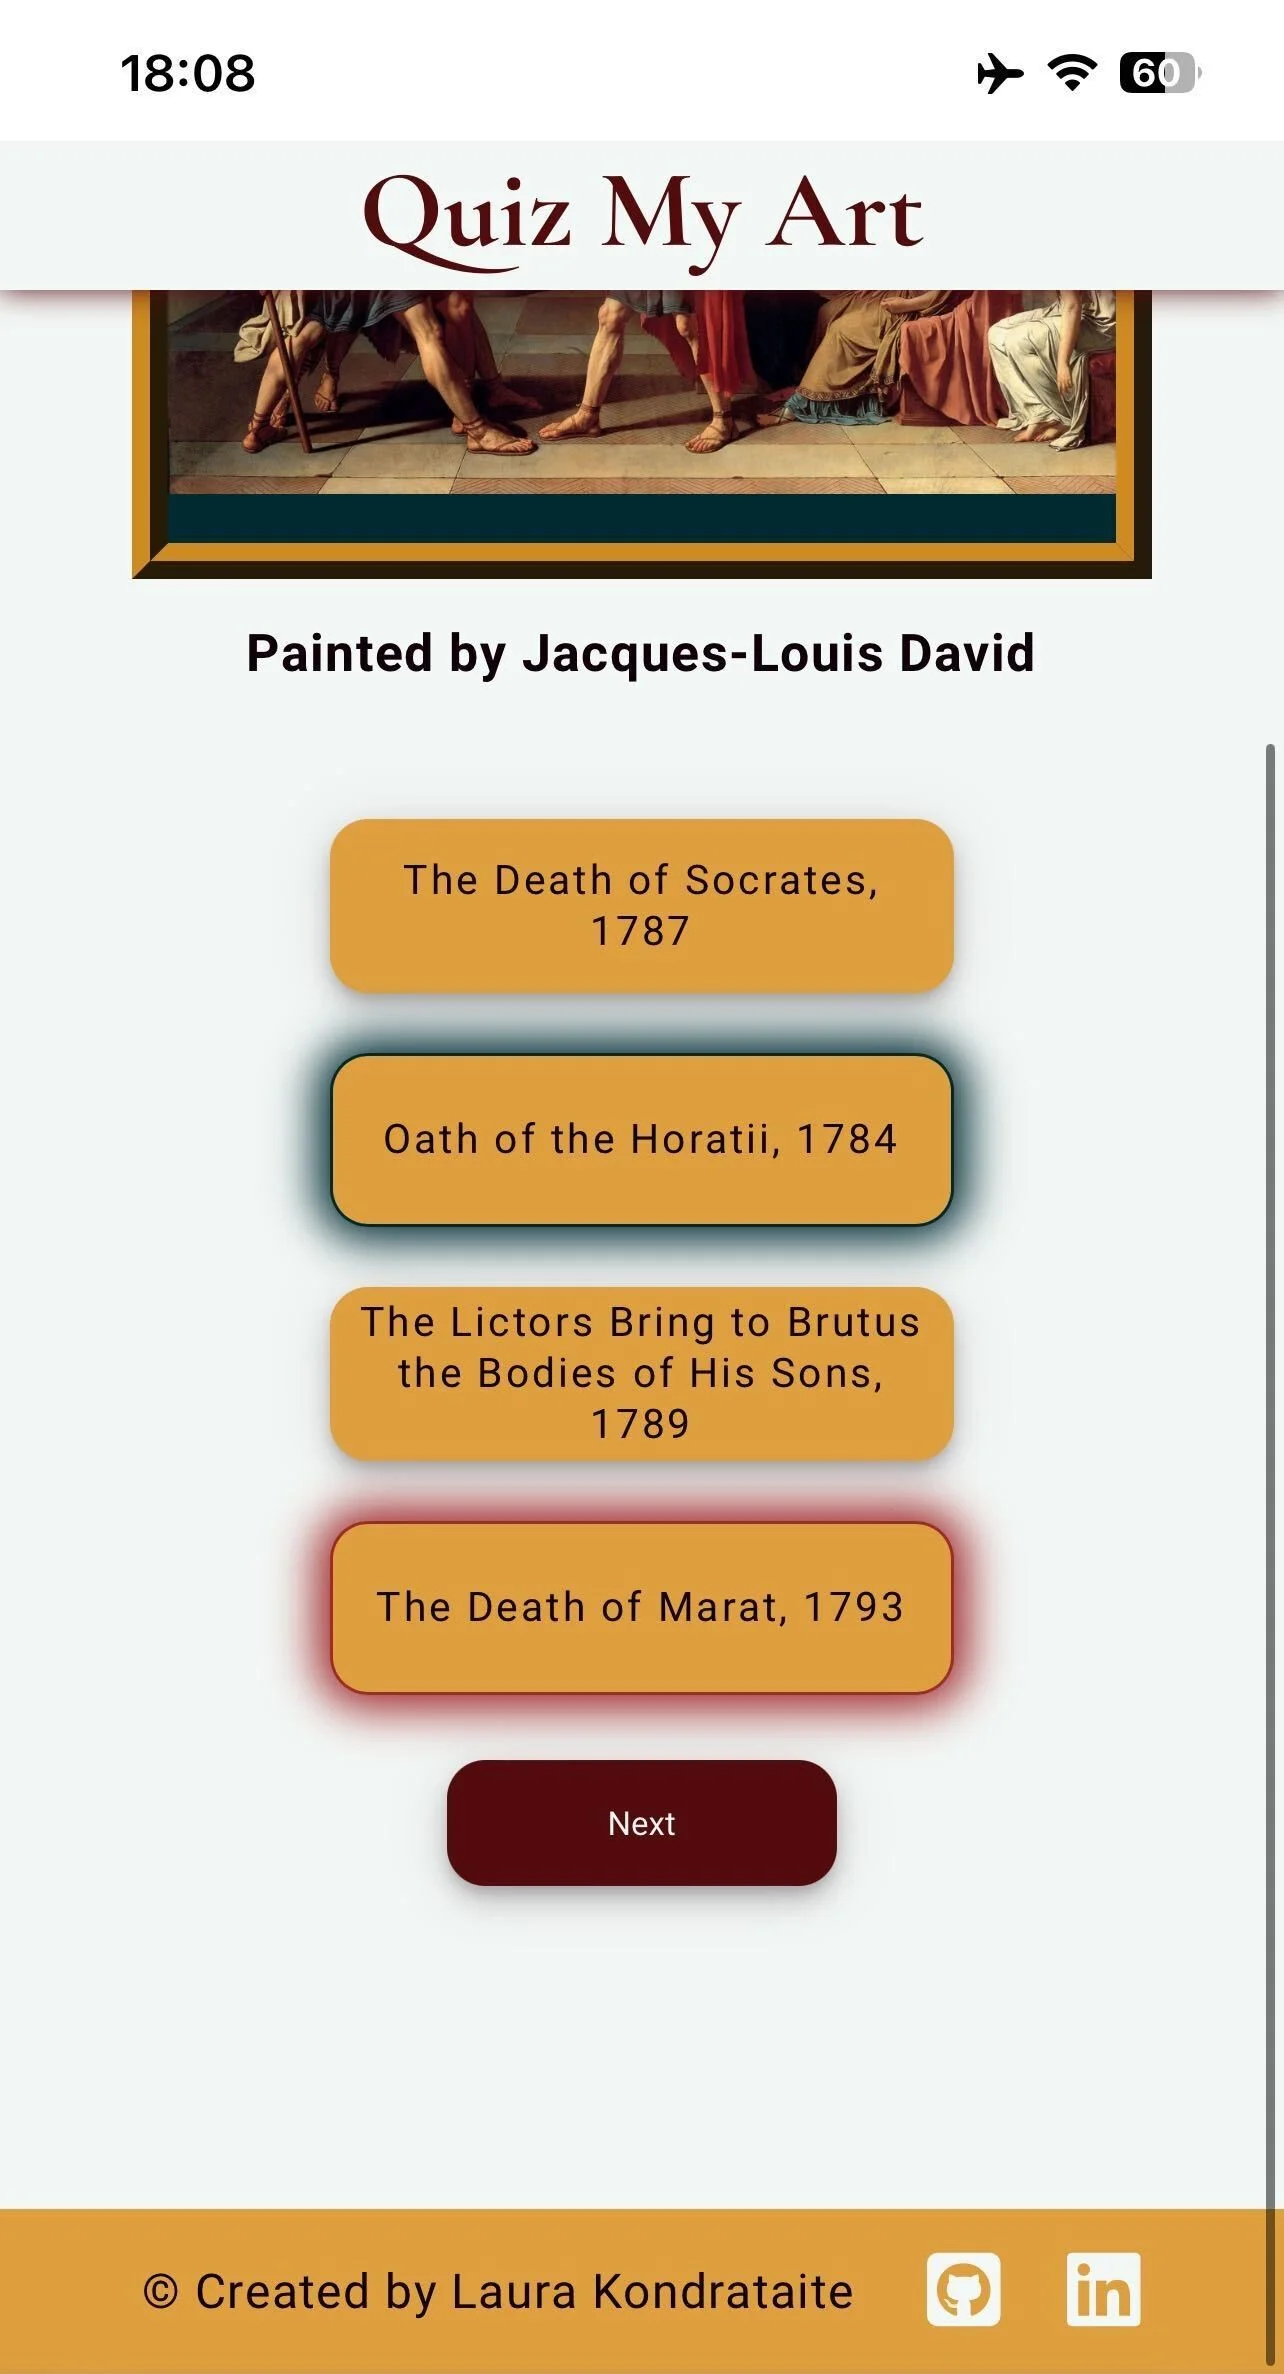 18:08
60
Quiz My Art
Painted by Jacques-Louis David
The Death of Socrates,
1787
Oath of the Horatii, 1784
The Lictors Bring to Brutus
the Bodies of His Sons,
1789
The Death of Marat, 1793
Next
© Created by Laura Kondrataite
in